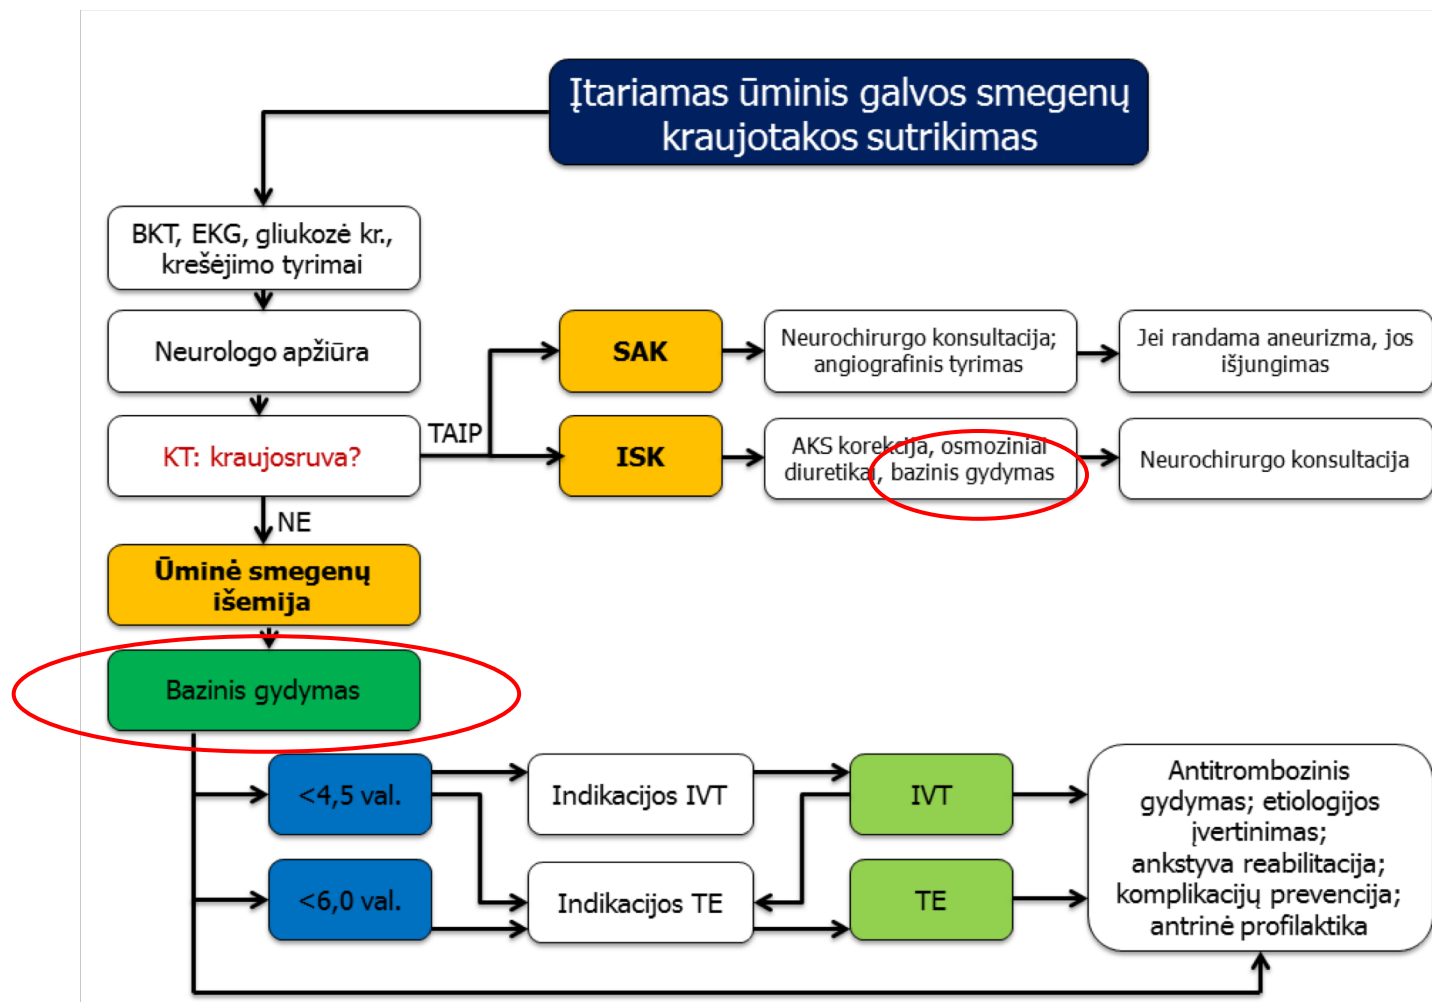 Įtariamas ūminis galvos smegenų
kraujotakos sutrikimas
BKT, EKG, gliukozė kr.,
krešėjimo tyrimai
Neurologo apžiūra
KT: kraujosruva?
TAIP
SAK
Neurochirurgo konsultacija;
angiografinis tyrimas
Jei randama aneurizma, jos
išjungimas
ISK
AKS korekcija, osmoziniai
diuretikai, bazinis gydymas
Neurochirurgo konsultacija
NE
Ūminė smegenų
išemija
Bazinis gydymas
<4,5 val.
Indikacijos IVT
IVT
<6,0 val.
Indikacijos TE
TE
Antitrombozinis
gydymas; etiologijos
įvertinimas;
ankstyva reabilitacija;
komplikacijų prevencija;
antrinė profilaktika